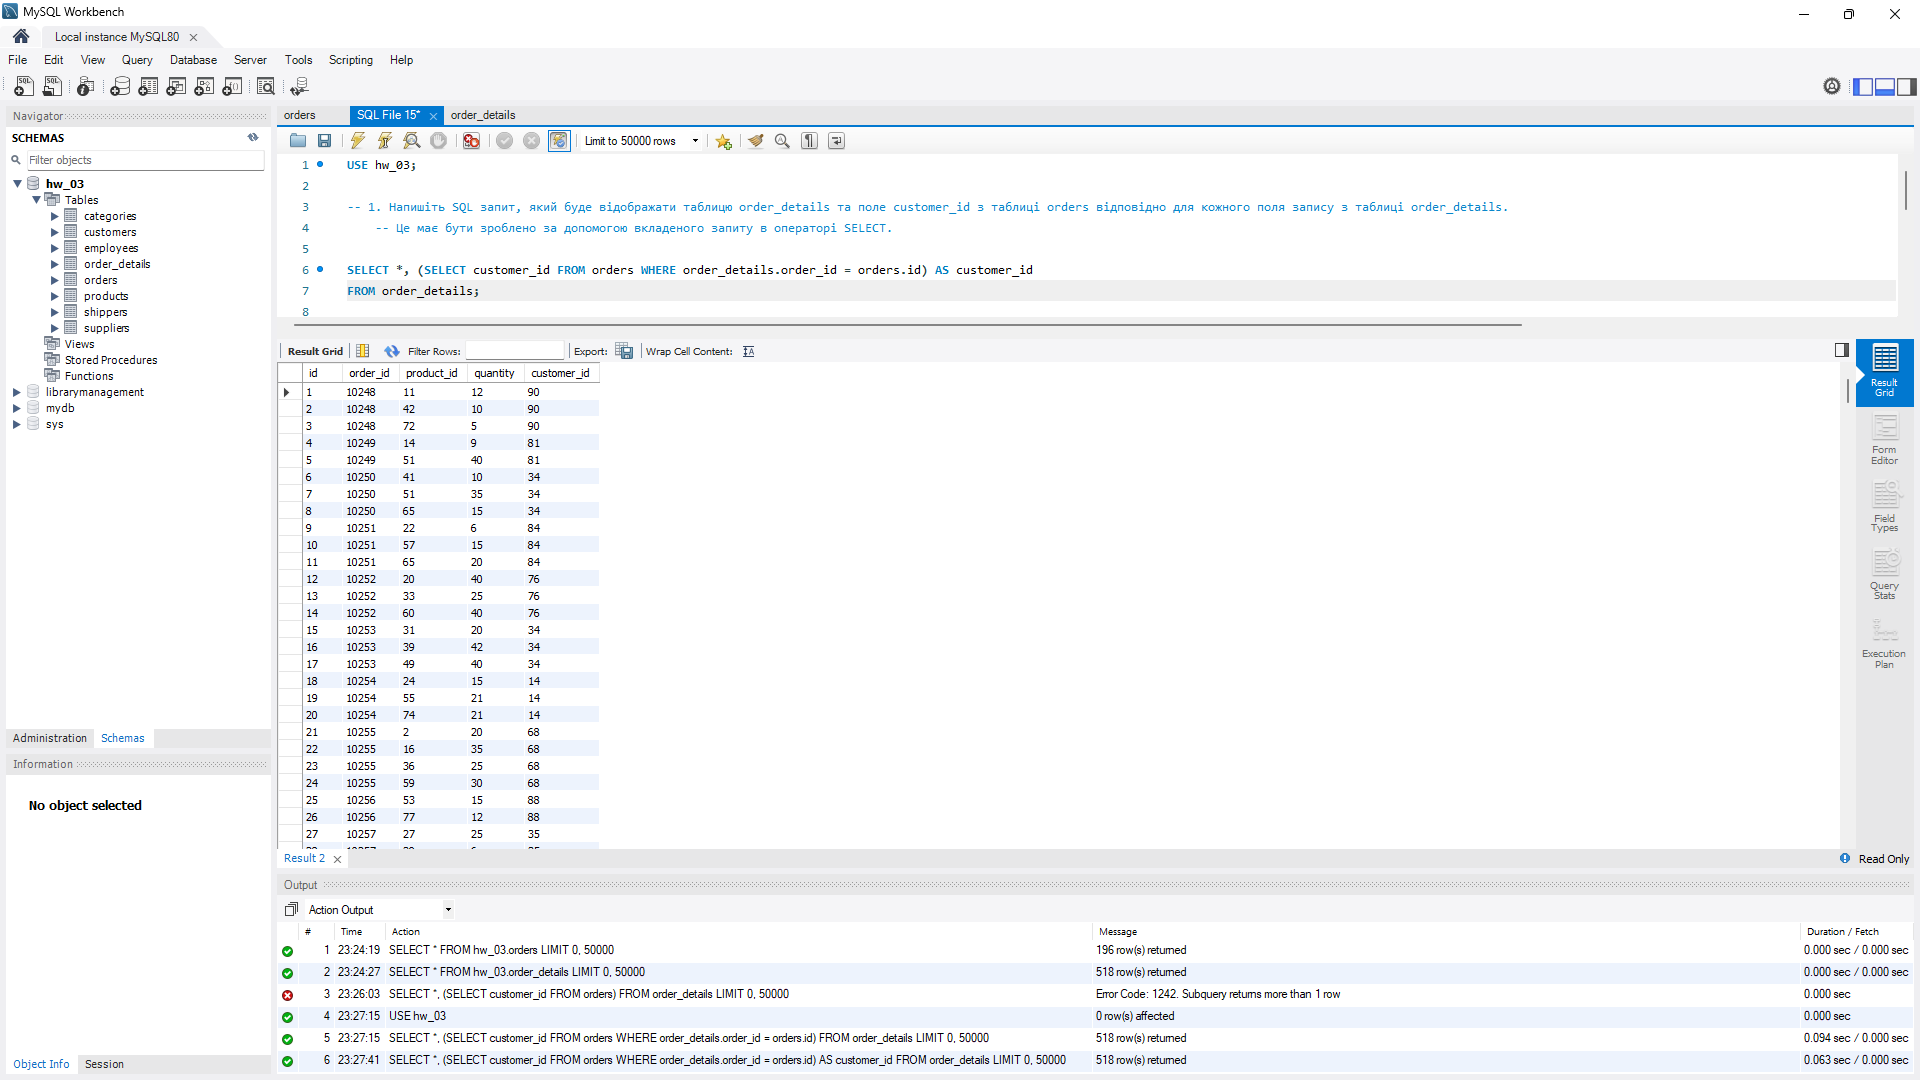 MySQL Workbench
Local instance MySQL80
File Edit View Query Database Server Tools Scripting Help
Navigator
SCHEMAS
Filter objects
hw_03
Tables
categories
customers
employees
order_details
orders
products
shippers
suppliers
Views
Stored Procedures
Functions
librarymanagement
mydb
sys
Administration Schemas
Information
No object selected
Object Info Session
orders SQL File 15* order_details
Limit to 50000 rows
1 USE hw_03;
2
3 -- 1. Напишіть SQL запит, який буде відображати таблицю order_details та поле customer_id з таблиці orders відповідно для кожного поля запису з таблиці order_details.
4 -- Це має бути зроблено за допомогою вкладеного запиту в операторі SELECT.
5
6 SELECT *, (SELECT customer_id FROM orders WHERE order_details.order_id = orders.id) AS customer_id
7 FROM order_details;
8
Result Grid Filter Rows: Export: Wrap Cell Content:
id order_id product_id quantity customer_id
1 10248 11 12 90
2 10248 42 10 90
3 10248 72 5 90
4 10249 14 9 81
5 10249 51 40 81
6 10250 41 10 34
7 10250 51 35 34
8 10250 65 15 34
9 10251 22 6 84
10 10251 57 15 84
11 10251 65 20 84
12 10252 20 40 76
13 10252 33 25 76
14 10252 60 40 76
15 10253 31 20 34
16 10253 39 42 34
17 10253 49 40 34
18 10254 24 15 14
19 10254 55 21 14
20 10254 74 21 14
21 10255 2 20 68
22 10255 16 35 68
23 10255 36 25 68
24 10255 59 30 68
25 10256 53 15 88
26 10256 77 12 88
27 10257 27 25 35
Result Grid
Form Editor
Field Types
Query Stats
Execution Plan
Result 2 Read Only
Output
Action Output
# Time Action Message Duration / Fetch
1 23:24:19 SELECT * FROM hw_03.orders LIMIT 0, 50000 196 row(s) returned 0.000 sec / 0.000 sec
2 23:24:27 SELECT * FROM hw_03.order_details LIMIT 0, 50000 518 row(s) returned 0.000 sec / 0.000 sec
3 23:26:03 SELECT *, (SELECT customer_id FROM orders) FROM order_details LIMIT 0, 50000 Error Code: 1242. Subquery returns more than 1 row 0.000 sec
4 23:27:15 USE hw_03 0 row(s) affected 0.000 sec
5 23:27:15 SELECT *, (SELECT customer_id FROM orders WHERE order_details.order_id = orders.id) FROM order_details LIMIT 0, 50000 518 row(s) returned 0.094 sec / 0.000 sec
6 23:27:41 SELECT *, (SELECT customer_id FROM orders WHERE order_details.order_id = orders.id) AS customer_id FROM order_details LIMIT 0, 50000 518 row(s) returned 0.063 sec / 0.000 sec